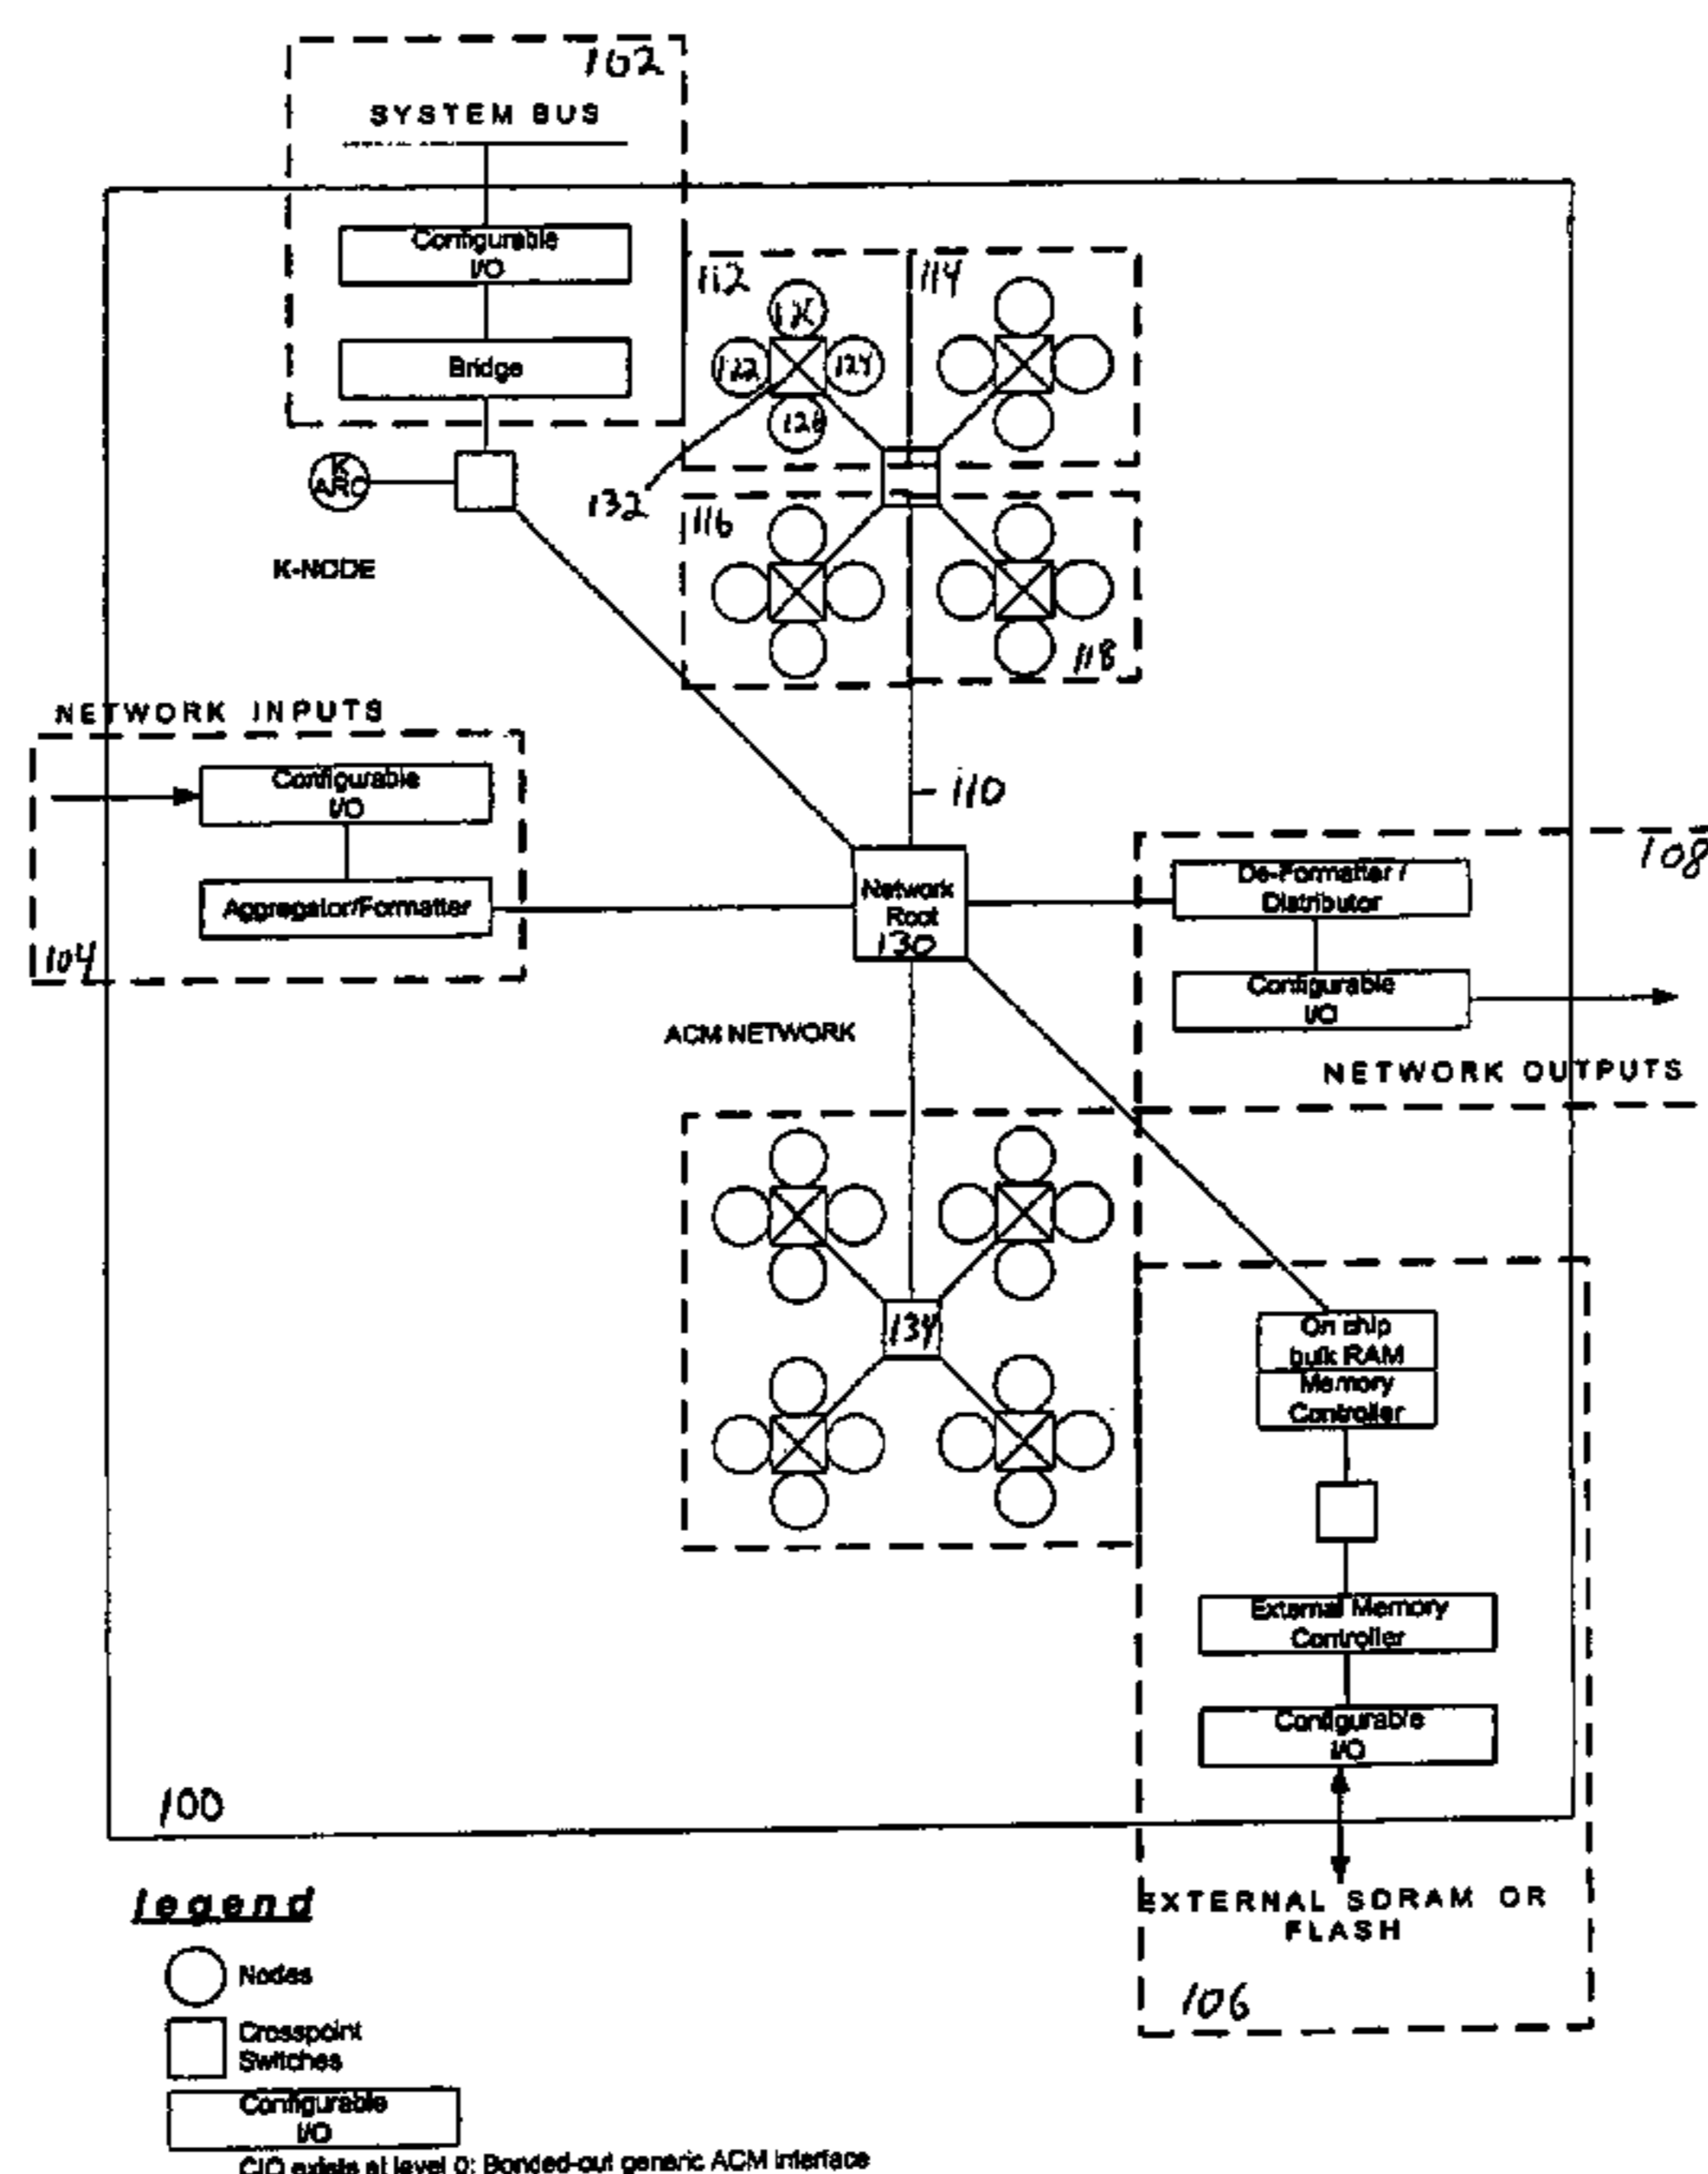 102
SYSTEM BUS
Configurable
I/O
Bridge
112
114
122
124
126
132
K
ARC
K-NODE
116
118
NETWORK INPUTS
Configurable
I/O
Aggregator/Formatter
104
110
Network
Root
130
108
De-Formatter /
Distributor
Configurable
I/O
NETWORK OUTPUTS
ACM NETWORK
134
On chip
bulk RAM
Memory
Controller
External Memory
Controller
Configurable
I/O
100
EXTERNAL SDRAM OR
FLASH
106
legend
Nodes
Crosspoint
Switches
Configurable
I/O
CIO exists at level 0: Bonded-out generic ACM interface